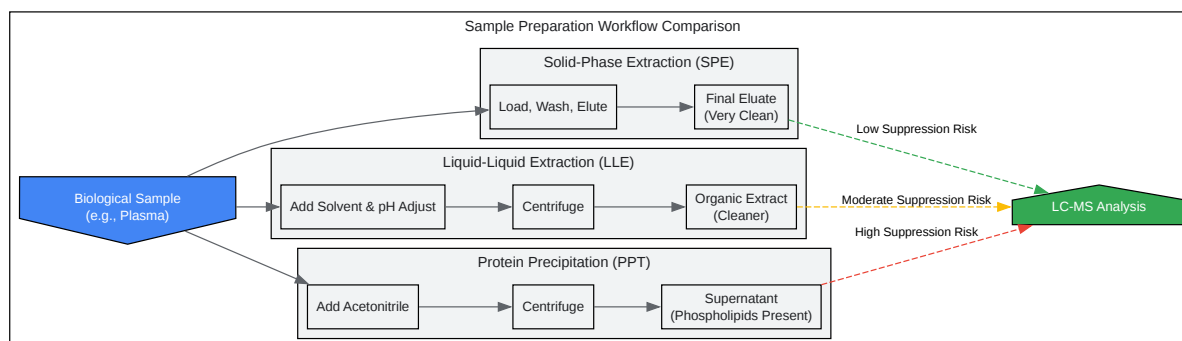 Sample Preparation Workflow Comparison
Solid-Phase Extraction (SPE)
Load, Wash, Elute
Final Eluate
(Very Clean)
Low Suppression Risk
Liquid-Liquid Extraction (LLE)
Biological Sample
(e.g., Plasma)
Add Solvent & pH Adjust
Centrifuge
Organic Extract
(Cleaner)
Moderate Suppression Risk
LC-MS Analysis
High Suppression Risk
Protein Precipitation (PPT)
Add Acetonitrile
Centrifuge
Supernatant
(Phospholipids Present)